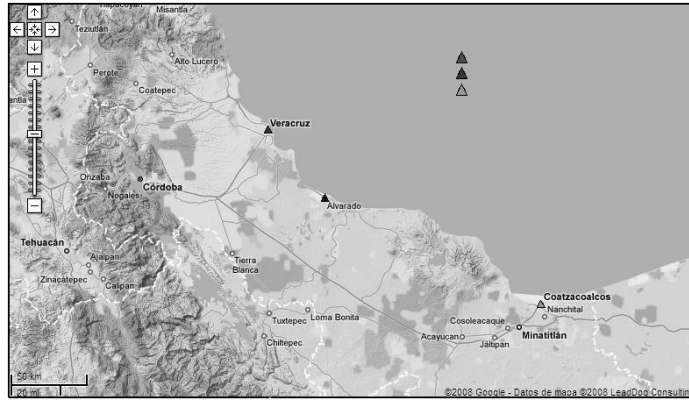 Tlapacoyan
Misantla
Teziutlán
Alto Lucero
Perote
Coatepec
Veracruz
Orizaba
Córdoba
Nogales
Alvarado
Tehuacán
Ajalpan
Zinacatepec
Calipan
Tierra
Blanca
Coatzacoalcos
Nanchital
Tuxtepec
Loma Bonita
Cosoleacaque
Minatitlán
Acayucan
Jáltipan
Chiltepec
50 km
20 mi
©2008 Google - Datos de mapa ©2008 LeadDog Consultin